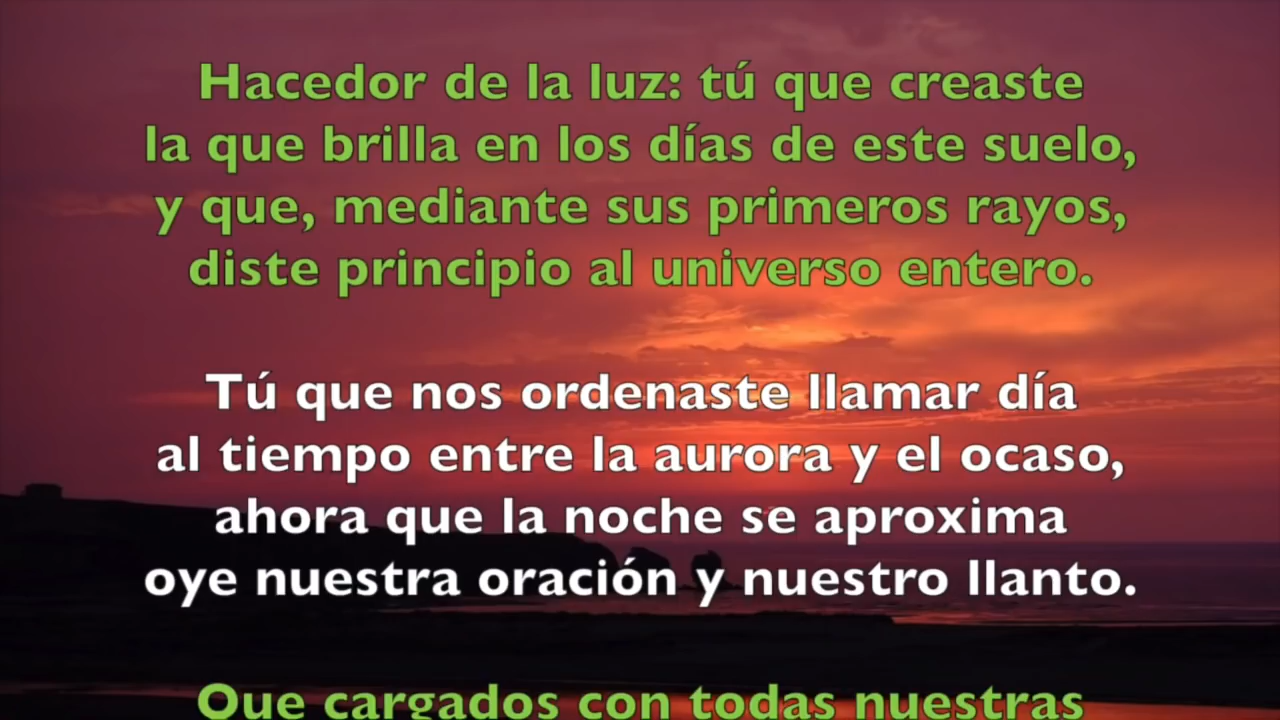 Hacedor de la luz: tú que creaste
la que brilla en los días de este suelo,
y que, mediante sus primeros rayos,
diste principio al universo entero.
Tú que nos ordenaste llamar día
al tiempo entre la aurora y el ocaso,
ahora que la noche se aproxima
oye nuestra oración y nuestro llanto.
Que cargados con todas nuestras